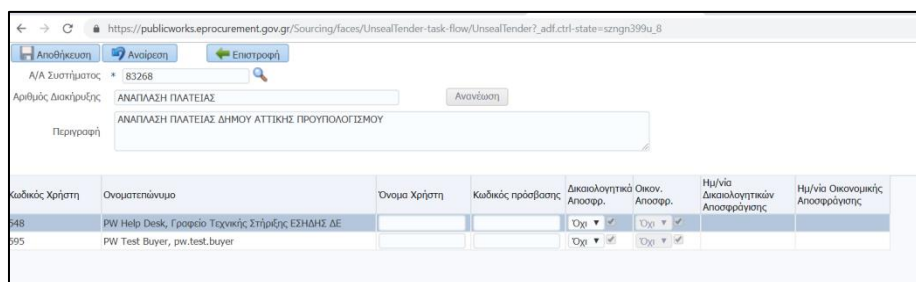 https://publicworks.eprocurement.gov.gr/Sourcing/faces/UnsealTender-task-flow/UnsealTender?_adf.ctrl-state=szngn399u_8
Αποθήκευση Αναίρεση Επιστροφή
Α/Α Συστήματος * 83268
Αριθμός Διακήρυξης ΑΝΑΠΛΑΣΗ ΠΛΑΤΕΙΑΣ Ανανέωση
Περιγραφή ΑΝΑΠΛΑΣΗ ΠΛΑΤΕΙΑΣ ΔΗΜΟΥ ΑΤΤΙΚΗΣ ΠΡΟΥΠΟΛΟΓΙΣΜΟΥ
Κωδικός Χρήστη Ονοματεπώνυμο Όνομα Χρήστη Κωδικός πρόσβασης Δικαιολογητικά Αποσφρ. Οικον. Αποσφρ. Ημ/νία Δικαιολογητικών Αποσφράγισης Ημ/νία Οικονομικής Αποσφράγισης
548 PW Help Desk, Γραφείο Τεχνικής Στήριξης ΕΣΗΔΗΣ ΔΕ Όχι Όχι
595 PW Test Buyer, pw.test.buyer Όχι Όχι